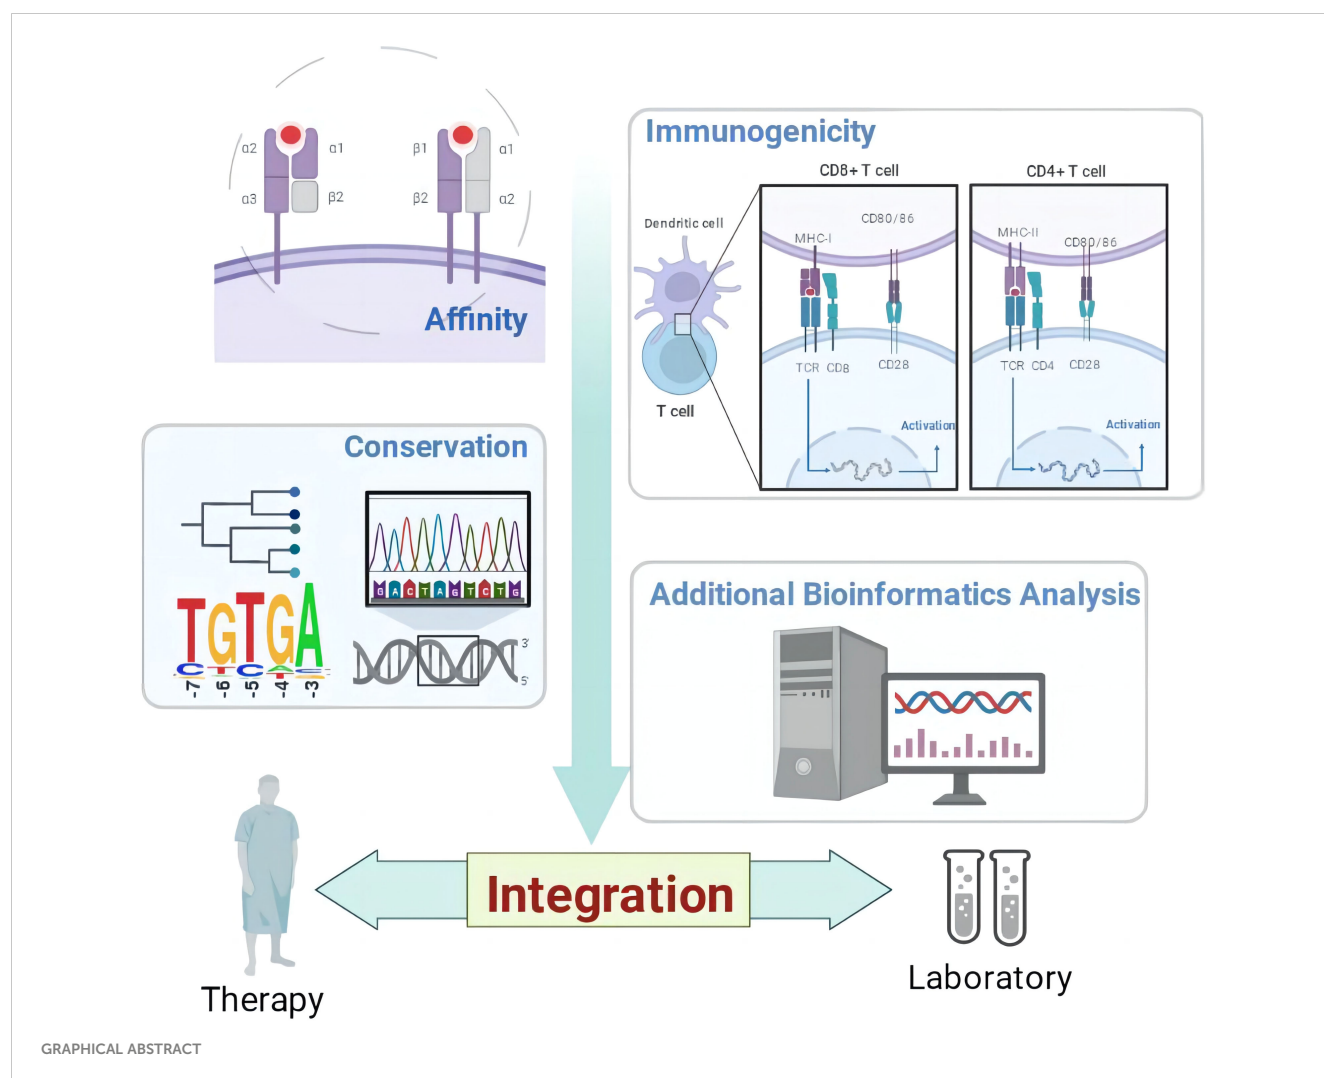 α2
α1
α3
β2
β1
α1
β2
α2
Affinity
Immunogenicity
CD8+ T cell
CD4+ T cell
Dendritic cell
T cell
MHC-I
CD80/86
TCR CD8
CD28
Activation
MHC-II
CD80/86
TCR CD4
CD28
Activation
Conservation
TGTGA
-7 -6 -5 -4 -3
G A C T A G T C T G
3'
5'
Additional Bioinformatics Analysis
Integration
Therapy
Laboratory
GRAPHICAL ABSTRACT